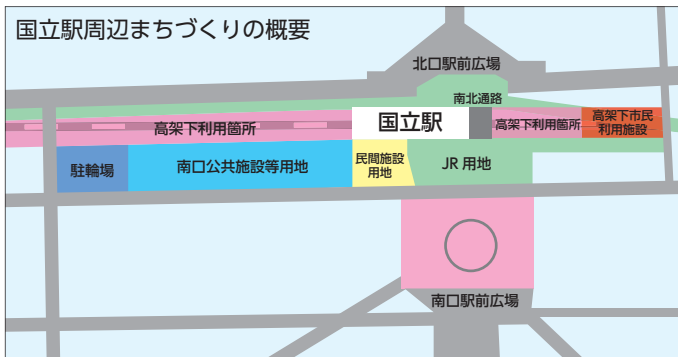 国立駅周辺まちづくりの概要
北口駅前広場
南北通路
高架下利用箇所
国立駅
高架下利用箇所
高架下市民
利用施設
駐輪場
南口公共施設等用地
民間施設
用地
JR 用地
南口駅前広場